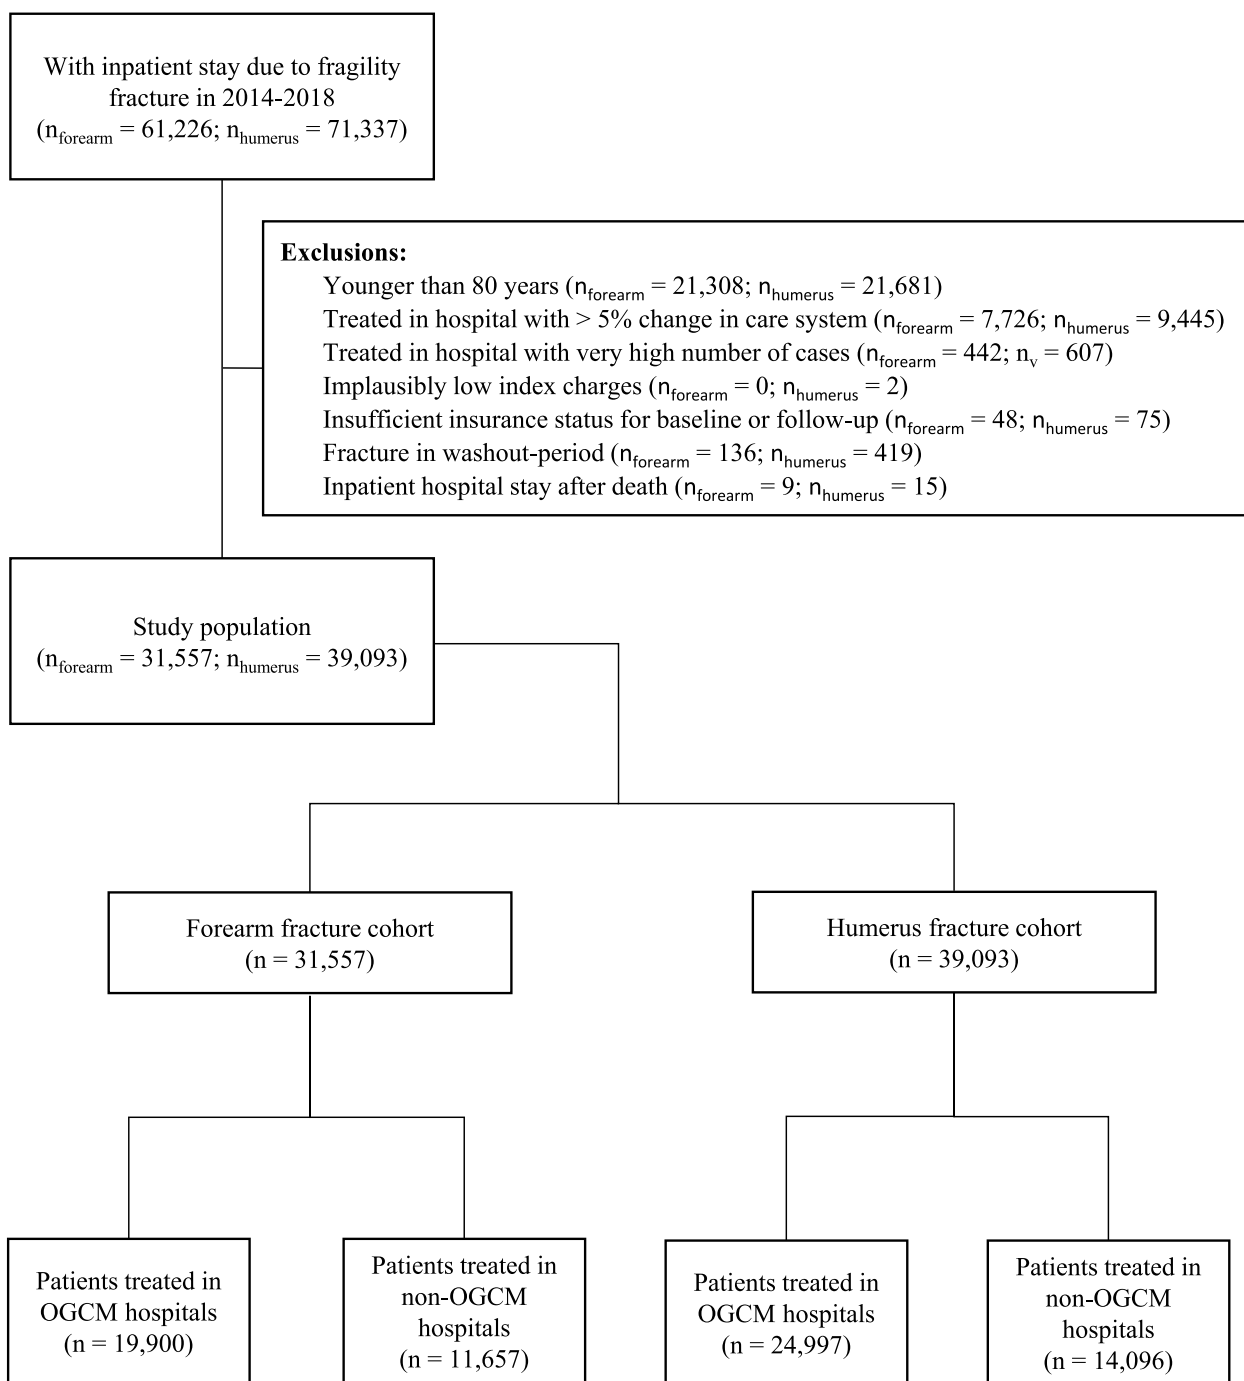 With inpatient stay due to fragility
fracture in 2014-2018
(nforearm = 61,226; nhumerus = 71,337)
Exclusions:
Younger than 80 years (nforearm = 21,308; nhumerus = 21,681)
Treated in hospital with > 5% change in care system (nforearm = 7,726; nhumerus = 9,445)
Treated in hospital with very high number of cases (nforearm = 442; nv = 607)
Implausibly low index charges (nforearm = 0; nhumerus = 2)
Insufficient insurance status for baseline or follow-up (nforearm = 48; nhumerus = 75)
Fracture in washout-period (nforearm = 136; nhumerus = 419)
Inpatient hospital stay after death (nforearm = 9; nhumerus = 15)
Study population
(nforearm = 31,557; nhumerus = 39,093)
Forearm fracture cohort
(n = 31,557)
Humerus fracture cohort
(n = 39,093)
Patients treated in
OGCM hospitals
(n = 19,900)
Patients treated in
non-OGCM
hospitals
(n = 11,657)
Patients treated in
OGCM hospitals
(n = 24,997)
Patients treated in
non-OGCM
hospitals
(n = 14,096)